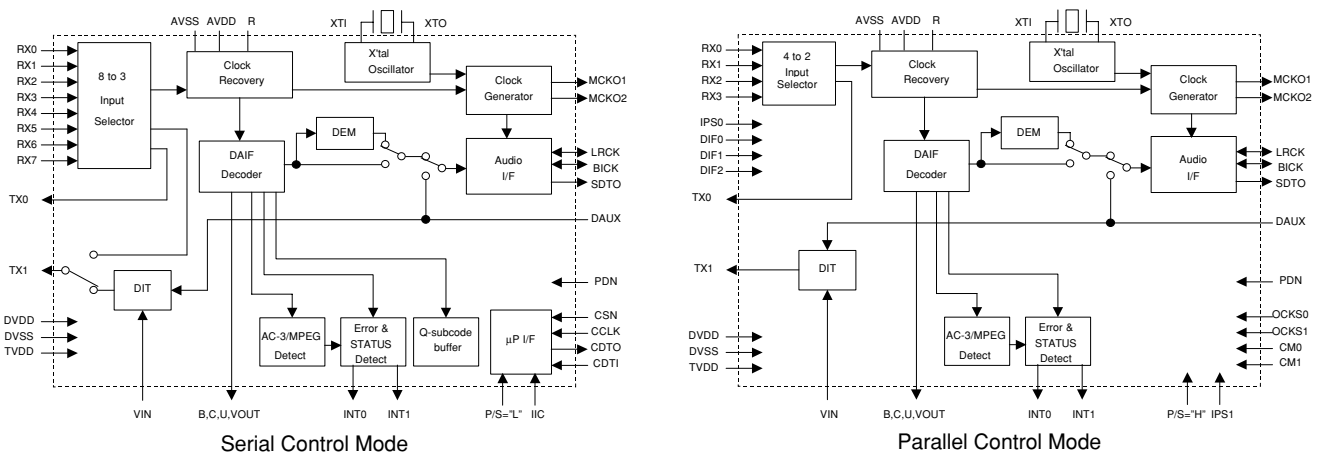 AVSS AVDD R
XTI XTO
RX0
RX1
RX2
RX3
RX4
RX5
RX6
RX7
8 to 3
Input
Selector
Clock
Recovery
X'tal
Oscillator
Clock
Generator
MCKO1
MCKO2
DEM
DAIF
Decoder
Audio
I/F
LRCK
BICK
SDTO
TX0
DAUX
TX1
DIT
PDN
DVDD
DVSS
TVDD
AC-3/MPEG
Detect
Error &
STATUS
Detect
Q-subcode
buffer
µP I/F
CSN
CCLK
CDTO
CDTI
VIN
B,C,U,VOUT
INT0
INT1
P/S="L"
IIC
Serial Control Mode
AVSS AVDD R
XTI XTO
RX0
RX1
RX2
RX3
4 to 2
Input
Selector
Clock
Recovery
X'tal
Oscillator
Clock
Generator
MCKO1
MCKO2
IPS0
DIF0
DIF1
DIF2
DEM
DAIF
Decoder
Audio
I/F
LRCK
BICK
SDTO
TX0
DAUX
TX1
DIT
PDN
DVDD
DVSS
TVDD
AC-3/MPEG
Detect
Error &
STATUS
Detect
OCKS0
OCKS1
CM0
CM1
VIN
B,C,U,VOUT
INT0
INT1
P/S="H"
IPS1
Parallel Control Mode